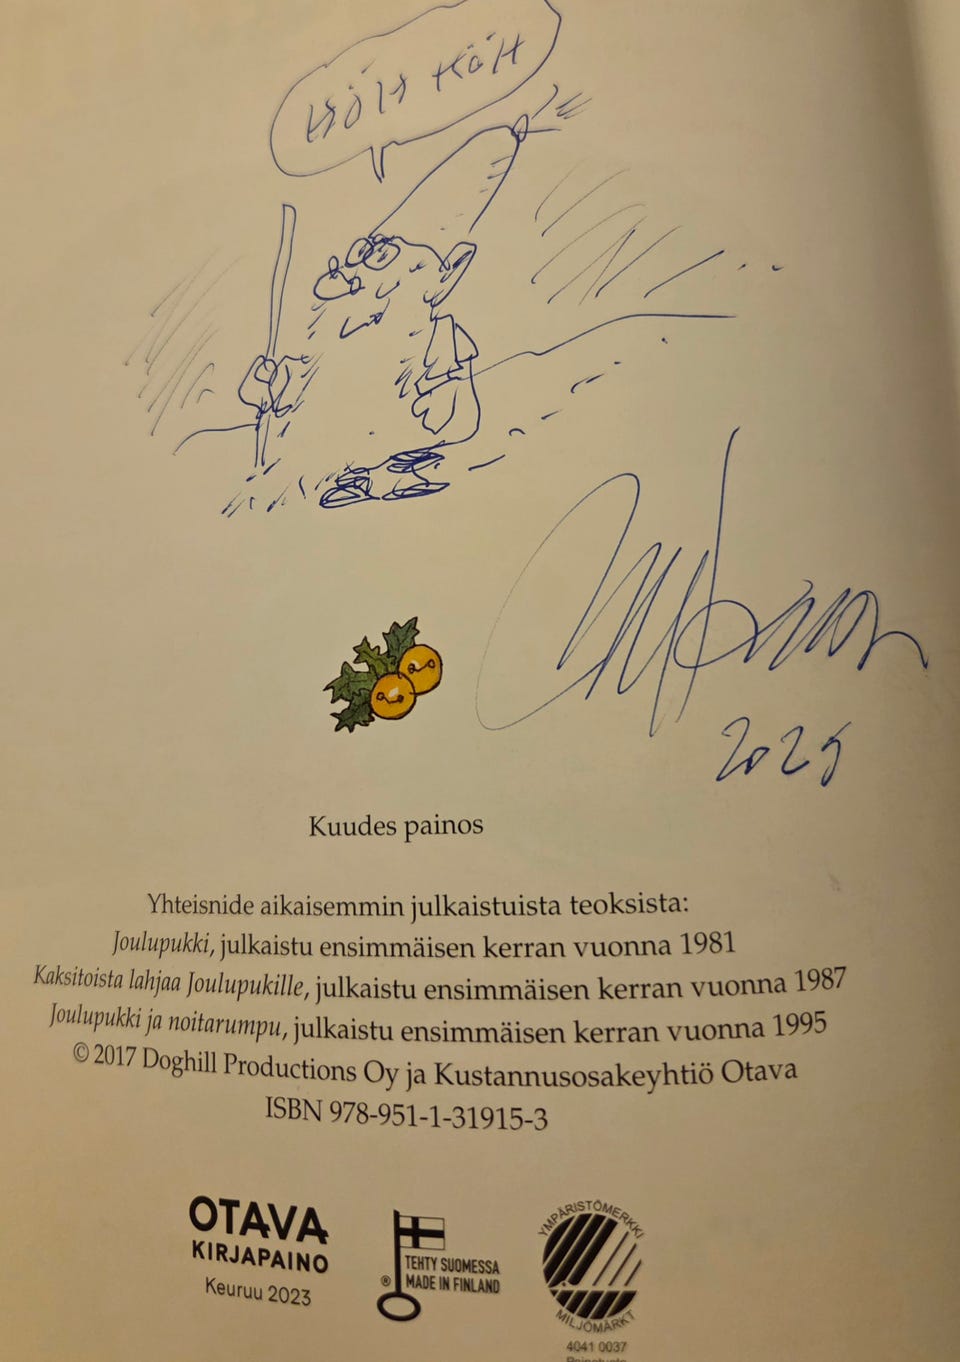 HÖH HÖH
2025
Kuudes painos
Yhteisnide aikaisemmin julkaistuista teoksista:
Joulupukki, julkaistu ensimmäisen kerran vuonna 1981
Kaksitoista lahjaa Joulupukille, julkaistu ensimmäisen kerran vuonna 1987
Joulupukki ja noitarumpu, julkaistu ensimmäisen kerran vuonna 1995
© 2017 Doghill Productions Oy ja Kustannusosakeyhtiö Otava
ISBN 978-951-1-31915-3
OTAVA
KIRJAPAINO
Keuruu 2023
® TEHTY SUOMESSA
MADE IN FINLAND
YMPÄRISTÖMERKKI
MILJÖMÄRKT
4041 0037